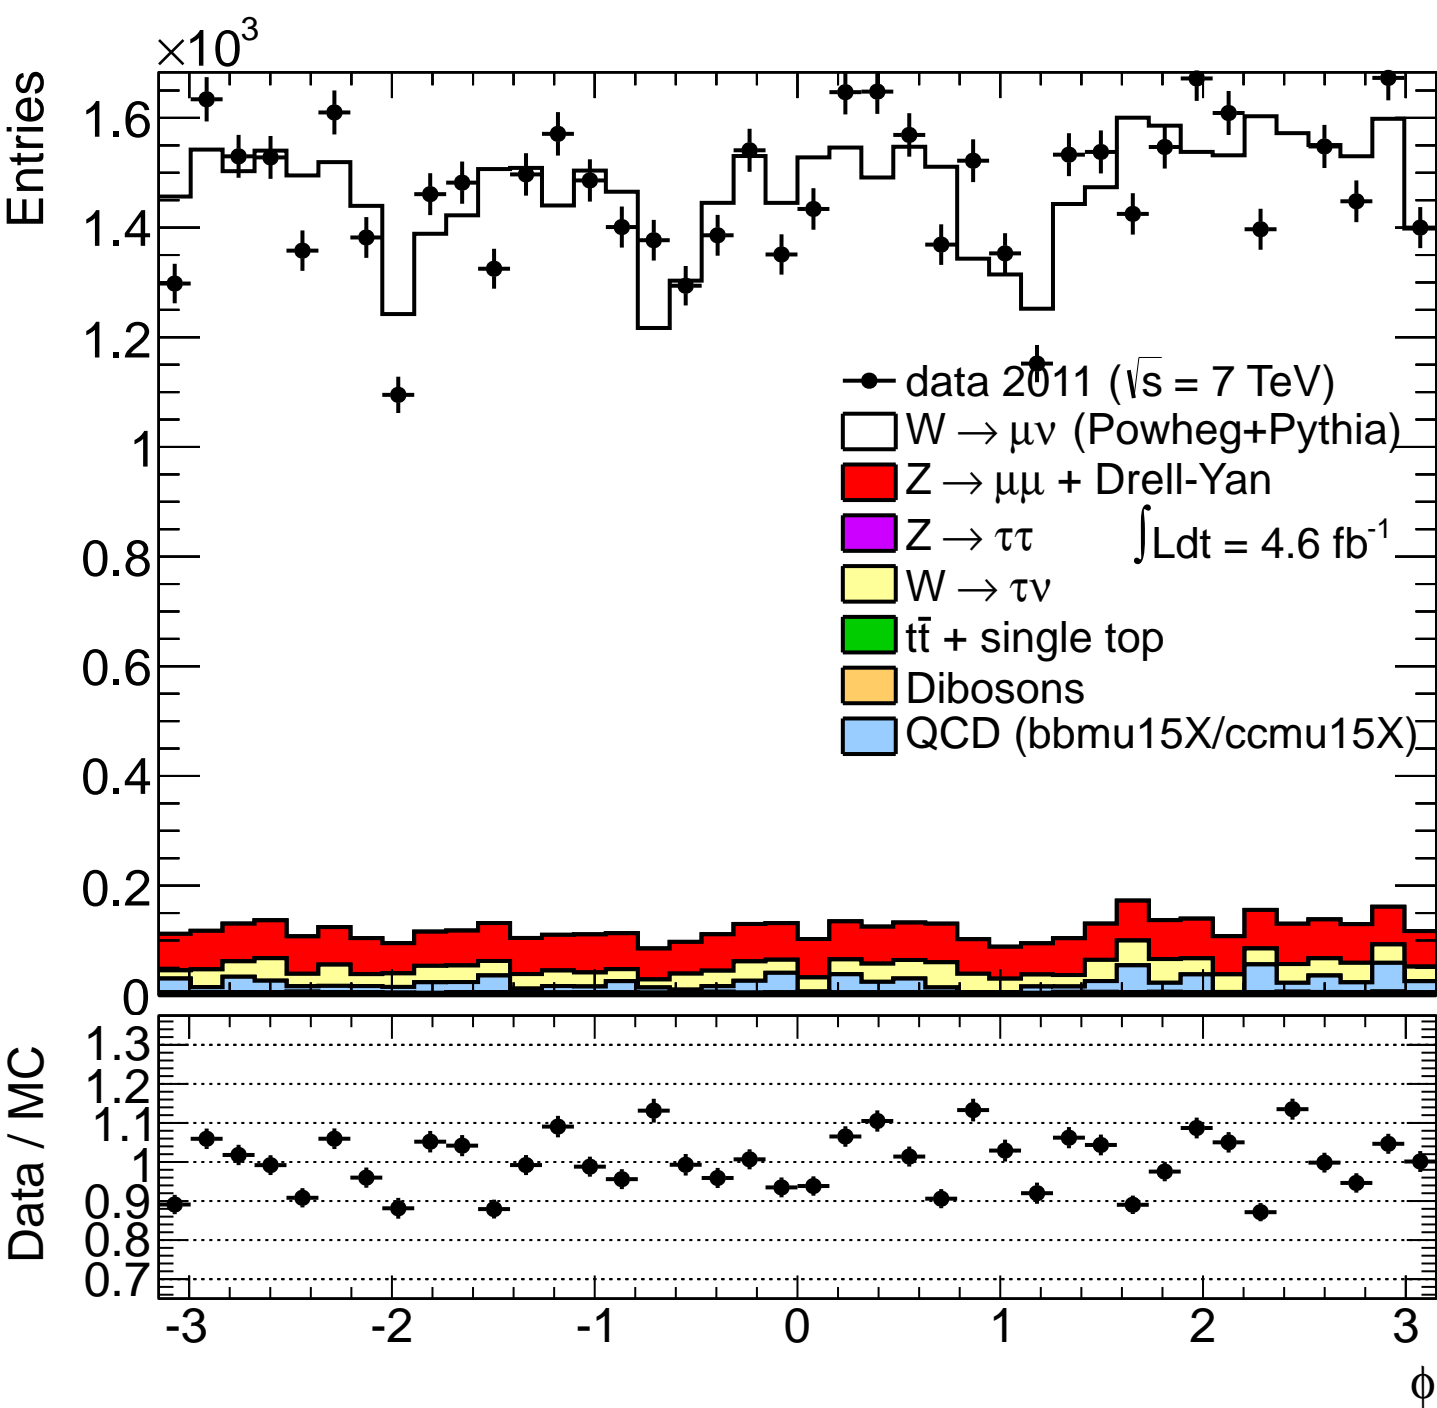 ×10³
Entries
1.6
1.4
1.2
1
0.8
0.6
0.4
0.2
0
data 2011 (√s = 7 TeV)
W → μν (Powheg+Pythia)
Z → μμ + Drell-Yan
Z → ττ
∫Ldt = 4.6 fb⁻¹
W → τν
tt̄ + single top
Dibosons
QCD (bbmu15X/ccmu15X)
Data / MC
1.3
1.2
1.1
1
0.9
0.8
0.7
-3 -2 -1 0 1 2 3
ϕ